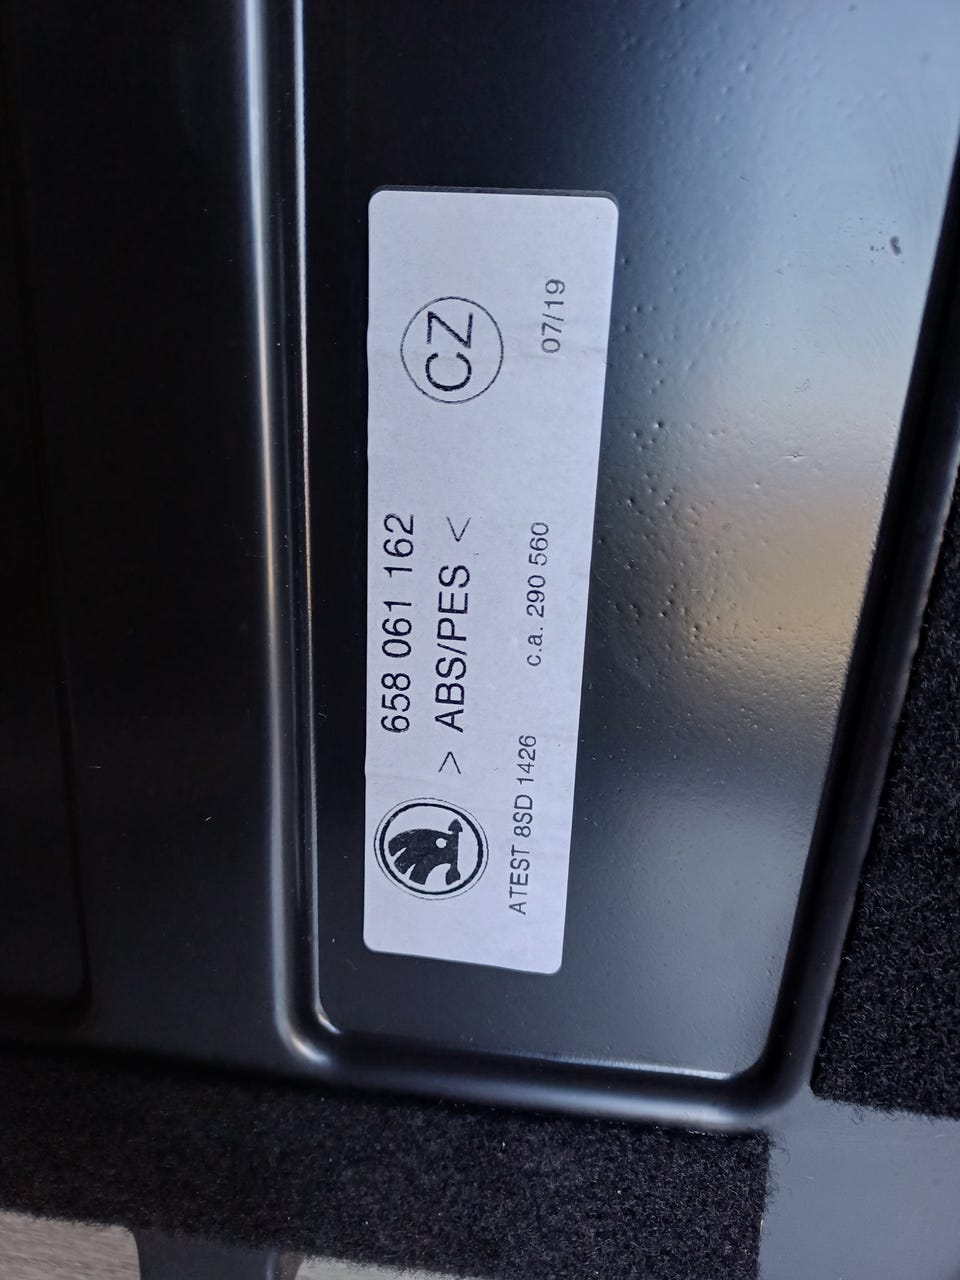 658 061 162
> ABS/PES <
CZ
ATEST 8SD 1426
c.a. 290 560
07/19